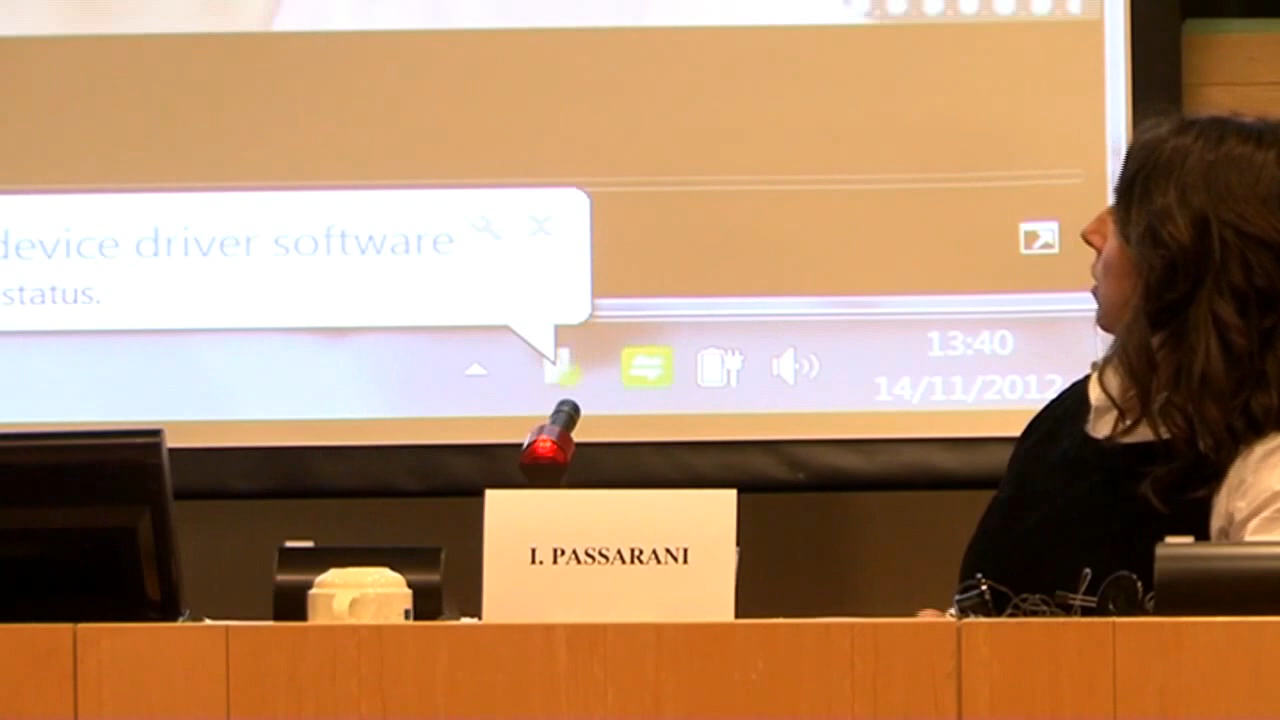 device driver software
status.
13:40
14/11/2012
I. PASSARANI